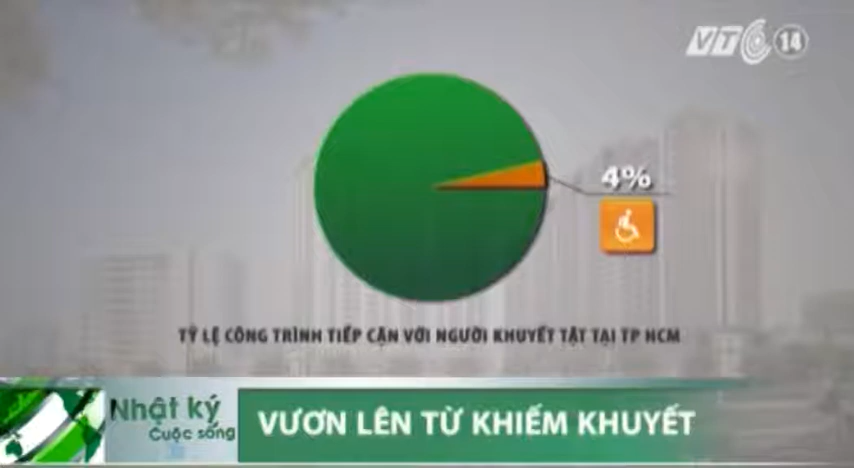 VTC 14
4%
TỶ LỆ CÔNG TRÌNH TIẾP CẬN VỚI NGƯỜI KHUYẾT TẬT TẠI TP HCM
Nhật ký
Cuộc sống
VƯƠN LÊN TỪ KHIẾM KHUYẾT